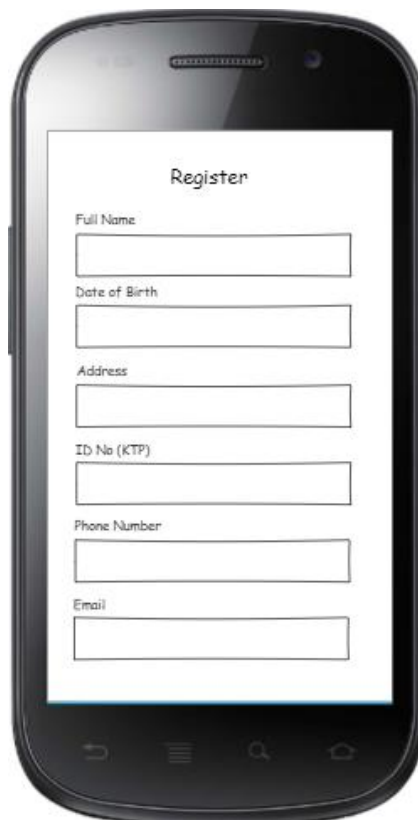 Register
Full Name
Date of Birth
Address
ID No (KTP)
Phone Number
Email